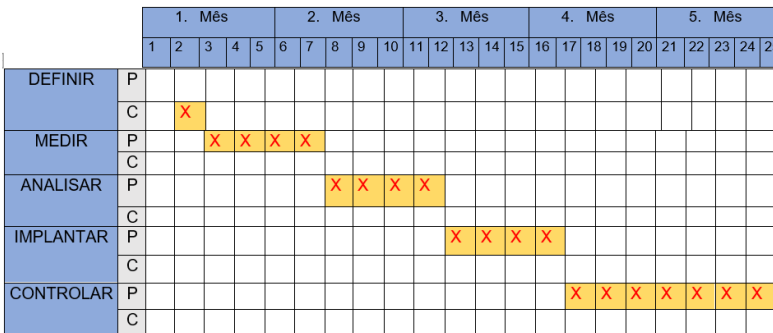 1. Mês 2. Mês 3. Mês 4. Mês 5. Mês
1 2 3 4 5 6 7 8 9 10 11 12 13 14 15 16 17 18 19 20 21 22 23 24
DEFINIR P
C X
MEDIR P X X X X
C
ANALISAR P X X X X
C
IMPLANTAR P X X X X
C
CONTROLAR P X X X X X X X
C